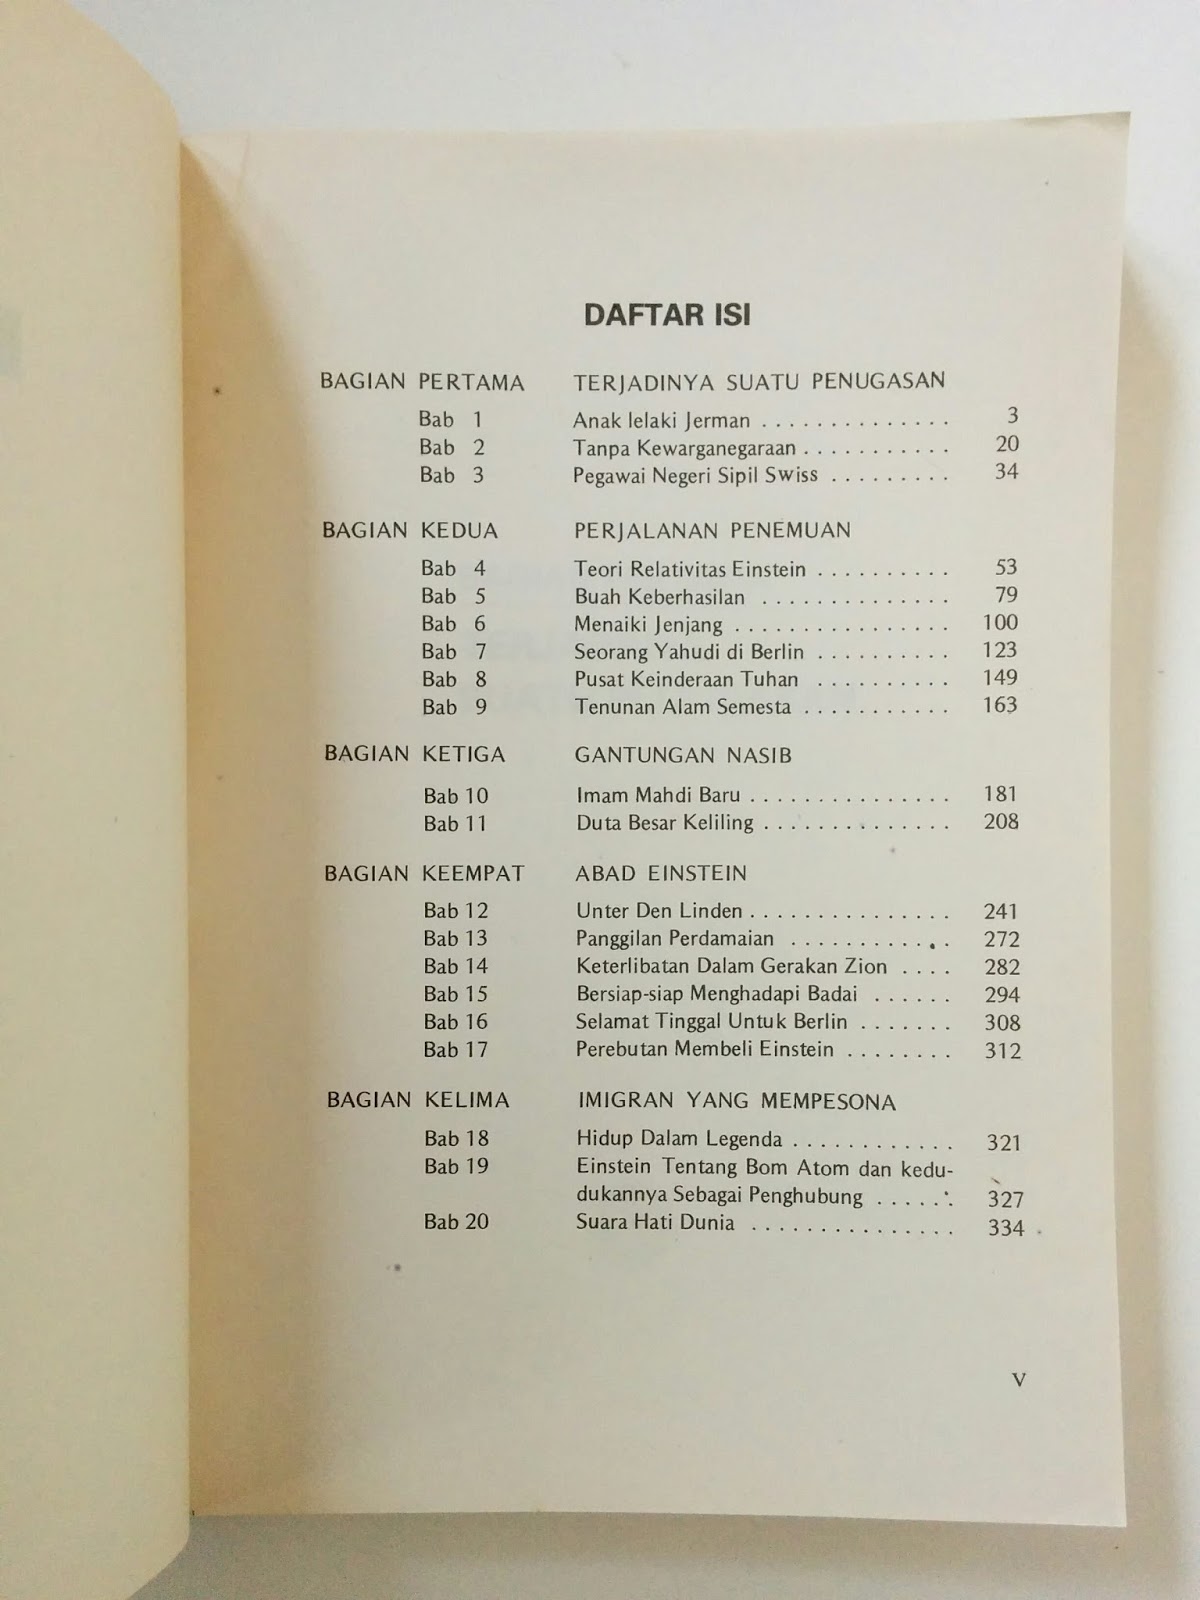 DAFTAR ISI
BAGIAN PERTAMA TERJADINYA SUATU PENUGASAN
Bab 1 Anak lelaki Jerman . . . . . . . . . . . . . . 3
Bab 2 Tanpa Kewarganegaraan . . . . . . . . . . . 20
Bab 3 Pegawai Negeri Sipil Swiss . . . . . . . . . 34
BAGIAN KEDUA PERJALANAN PENEMUAN
Bab 4 Teori Relativitas Einstein . . . . . . . . . . 53
Bab 5 Buah Keberhasilan . . . . . . . . . . . . . . 79
Bab 6 Menaiki Jenjang . . . . . . . . . . . . . . . . 100
Bab 7 Seorang Yahudi di Berlin . . . . . . . . . . 123
Bab 8 Pusat Keinderaan Tuhan . . . . . . . . . . 149
Bab 9 Tenunan Alam Semesta . . . . . . . . . . . 163
BAGIAN KETIGA GANTUNGAN NASIB
Bab 10 Imam Mahdi Baru . . . . . . . . . . . . . . . 181
Bab 11 Duta Besar Keliling . . . . . . . . . . . . . . 208
BAGIAN KEEMPAT ABAD EINSTEIN
Bab 12 Unter Den Linden . . . . . . . . . . . . . . . 241
Bab 13 Panggilan Perdamaian . . . . . . . . . . . . 272
Bab 14 Keterlibatan Dalam Gerakan Zion . . . . 282
Bab 15 Bersiap-siap Menghadapi Badai . . . . . . 294
Bab 16 Selamat Tinggal Untuk Berlin . . . . . . . 308
Bab 17 Perebutan Membeli Einstein . . . . . . . . 312
BAGIAN KELIMA IMIGRAN YANG MEMPESONA
Bab 18 Hidup Dalam Legenda . . . . . . . . . . . . 321
Bab 19 Einstein Tentang Bom Atom dan kedu-
dukannya Sebagai Penghubung . . . . . . 327
Bab 20 Suara Hati Dunia . . . . . . . . . . . . . . . 334
V